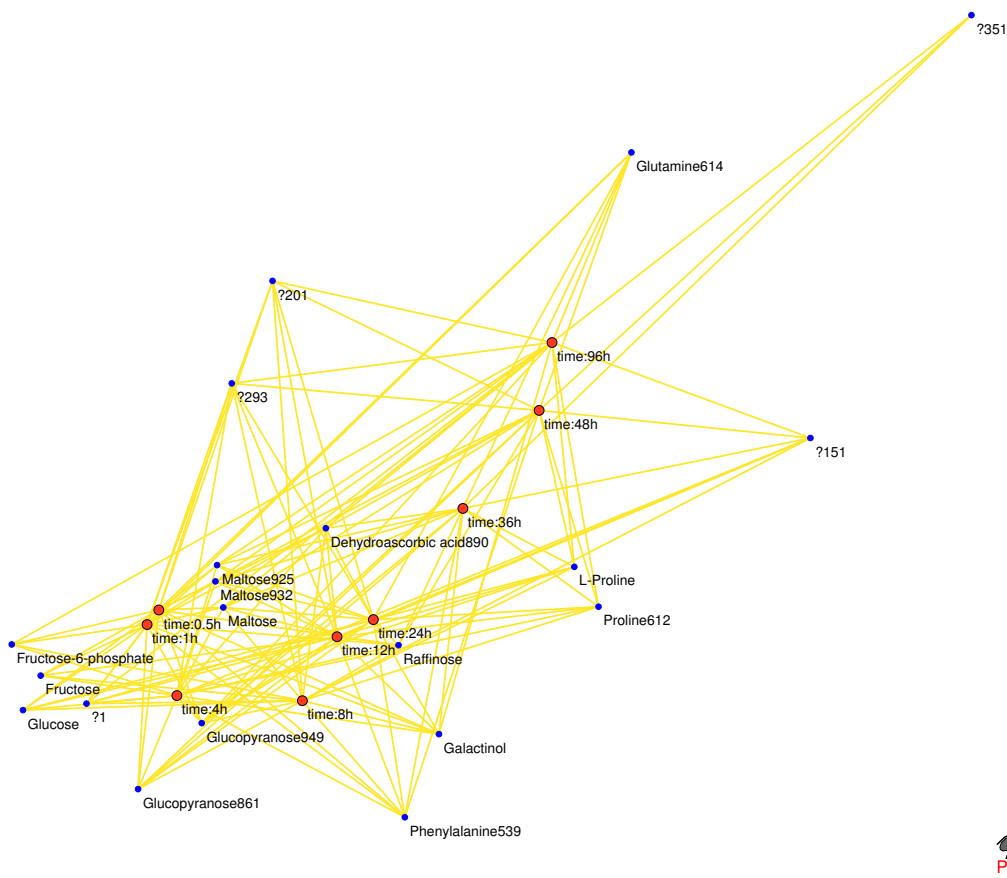 ?351
Glutamine614
?201
time:96h
?293
time:48h
?151
time:36h
Dehydroascorbic acid890
L-Proline
Maltose925
Maltose932
Proline612
Maltose
time:0.5h
time:24h
time:1h
time:12h
Raffinose
Fructose-6-phosphate
Fructose
time:4h
time:8h
?1
Glucose
Glucopyranose949
Galactinol
Glucopyranose861
Phenylalanine539
P